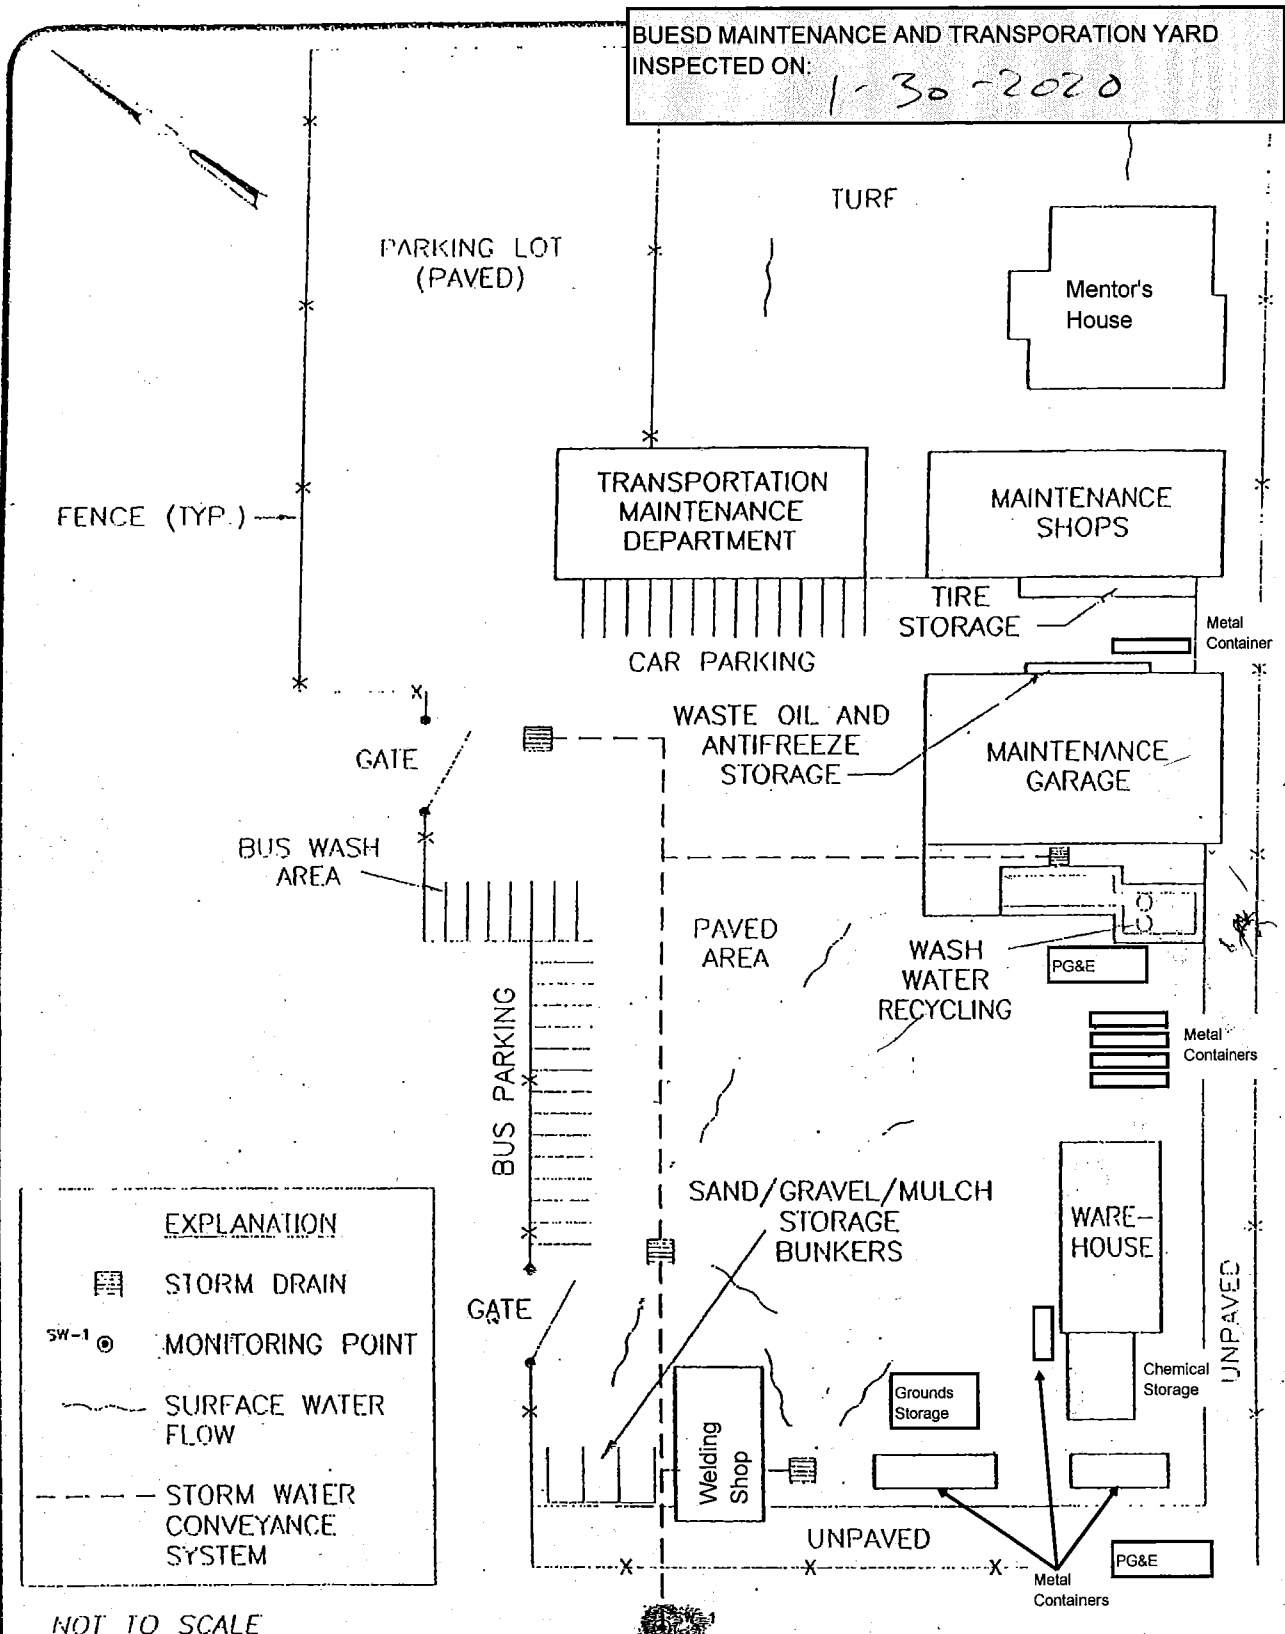 BUESD MAINTENANCE AND TRANSPORATION YARD
INSPECTED ON:
1-30-2020
TURF
PARKING LOT
(PAVED)
Mentor's
House
FENCE (TYP.)
TRANSPORTATION
MAINTENANCE
DEPARTMENT
MAINTENANCE
SHOPS
TIRE
STORAGE
Metal
Container
CAR PARKING
WASTE OIL AND
ANTIFREEZE
STORAGE
MAINTENANCE
GARAGE
GATE
BUS WASH
AREA
PAVED
AREA
WASH
WATER
RECYCLING
PG&E
Metal
Containers
BUS PARKING
SAND/GRAVEL/MULCH
STORAGE
BUNKERS
WARE-
HOUSE
UNPAVED
GATE
Chemical
Storage
Grounds
Storage
Welding
Shop
UNPAVED
PG&E
Metal
Containers
EXPLANATION
STORM DRAIN
SW-1
MONITORING POINT
SURFACE WATER
FLOW
STORM WATER
CONVEYANCE
SYSTEM
NOT TO SCALE